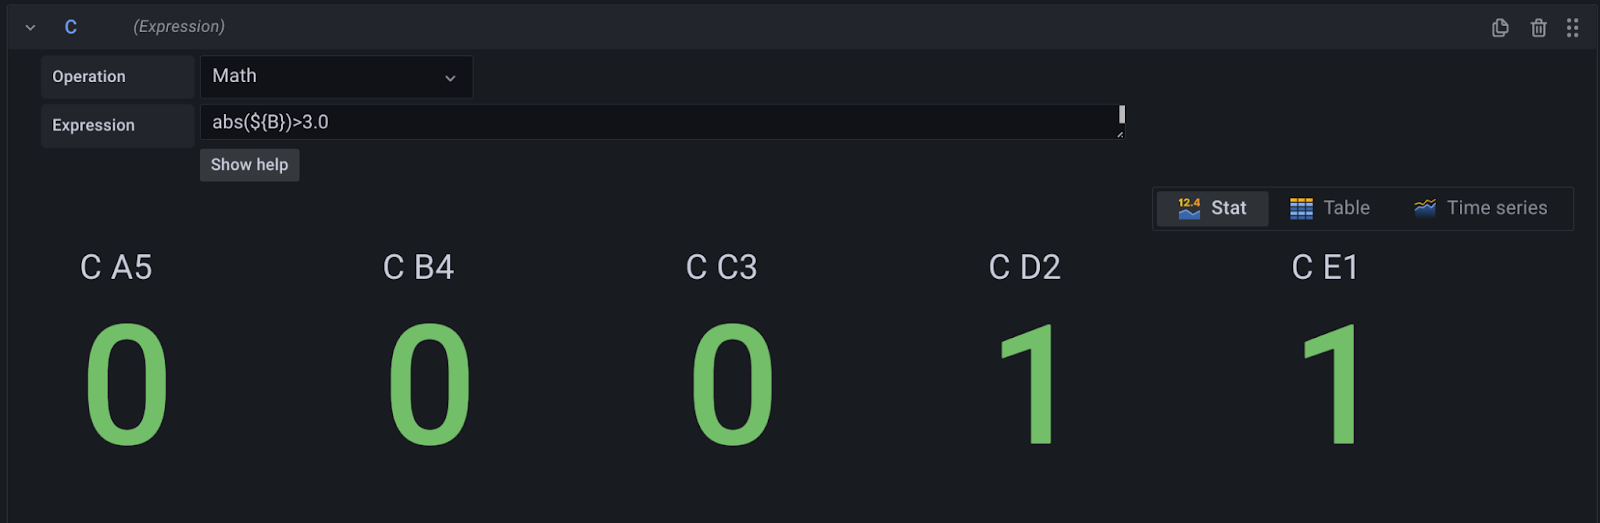 C (Expression)
Operation Math
Expression abs(${B})>3.0
Show help
12.4 Stat Table Time series
C A5 C B4 C C3 C D2 C E1
0 0 0 1 1